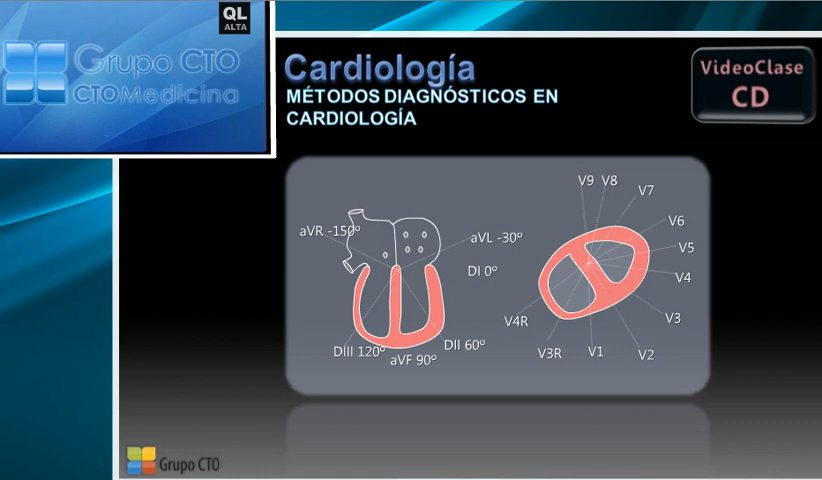 QL
ALTA
Grupo CTO
CTOMedicina
Cardiología
MÉTODOS DIAGNÓSTICOS EN
CARDIOLOGÍA
VideoClase
CD
aVR -150º
aVL -30º
DI 0º
DIII 120º
aVF 90º
DII 60º
V9 V8
V7
V6
V5
V4
V3
V4R
V3R
V1
V2
Grupo CTO